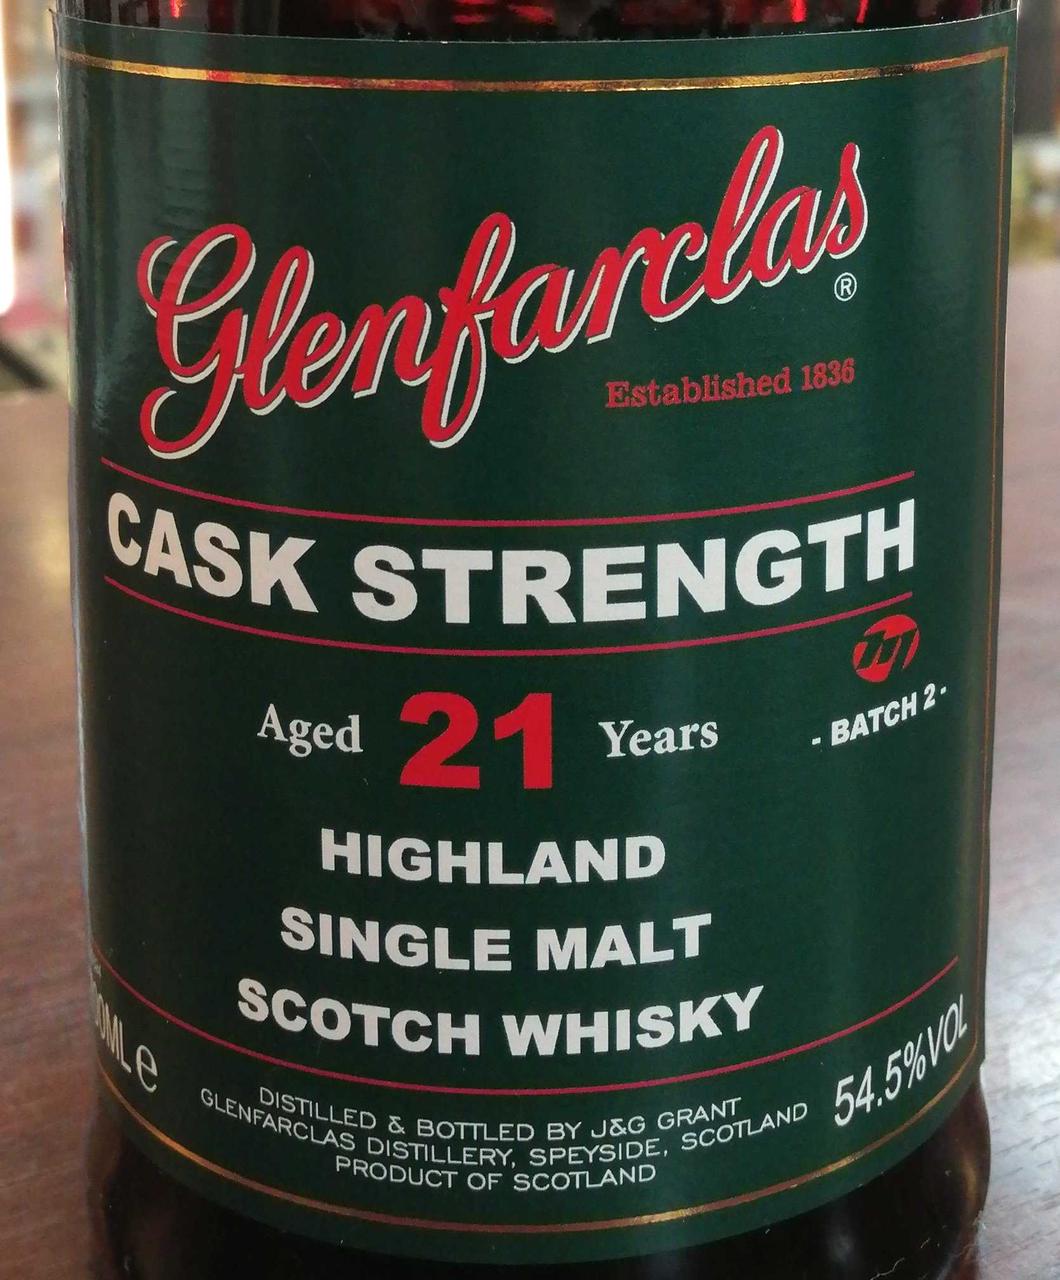 Glenfarclas®
Established 1836
CASK STRENGTH
Aged 21 Years
- BATCH 2 -
HIGHLAND
SINGLE MALT
SCOTCH WHISKY
54.5%VOL
DISTILLED & BOTTLED BY J&G GRANT
GLENFARCLAS DISTILLERY, SPEYSIDE, SCOTLAND
PRODUCT OF SCOTLAND